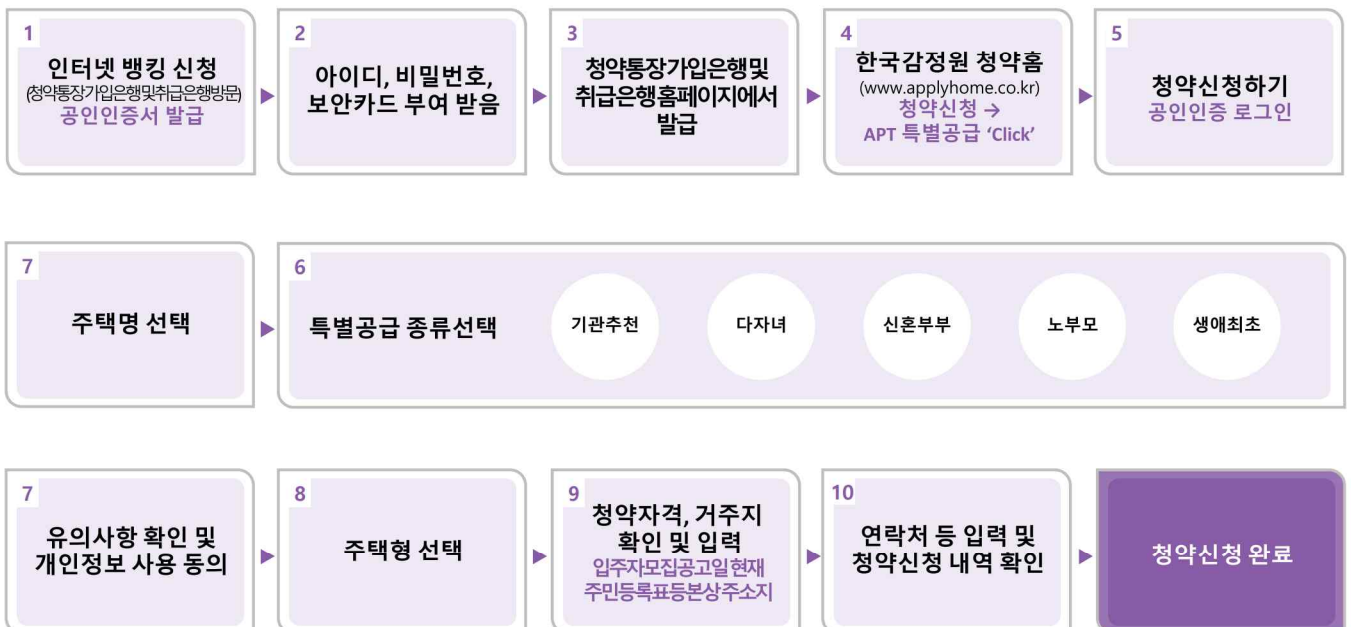 1
인터넷 뱅킹 신청
(청약통장가입은행및취급은행방문)
공인인증서 발급
2
아이디, 비밀번호,
보안카드 부여 받음
3
청약통장가입은행및
취급은행홈페이지에서
발급
4
한국감정원 청약홈
(www.applyhome.co.kr)
청약신청 →
APT 특별공급 ‘Click’
5
청약신청하기
공인인증 로그인
7
주택명 선택
6
특별공급 종류선택
기관추천
다자녀
신혼부부
노부모
생애최초
7
유의사항 확인 및
개인정보 사용 동의
8
주택형 선택
9
청약자격, 거주지
확인 및 입력
입주자모집공고일 현재
주민등록표등본상 주소지
10
연락처 등 입력 및
청약신청 내역 확인
청약신청 완료